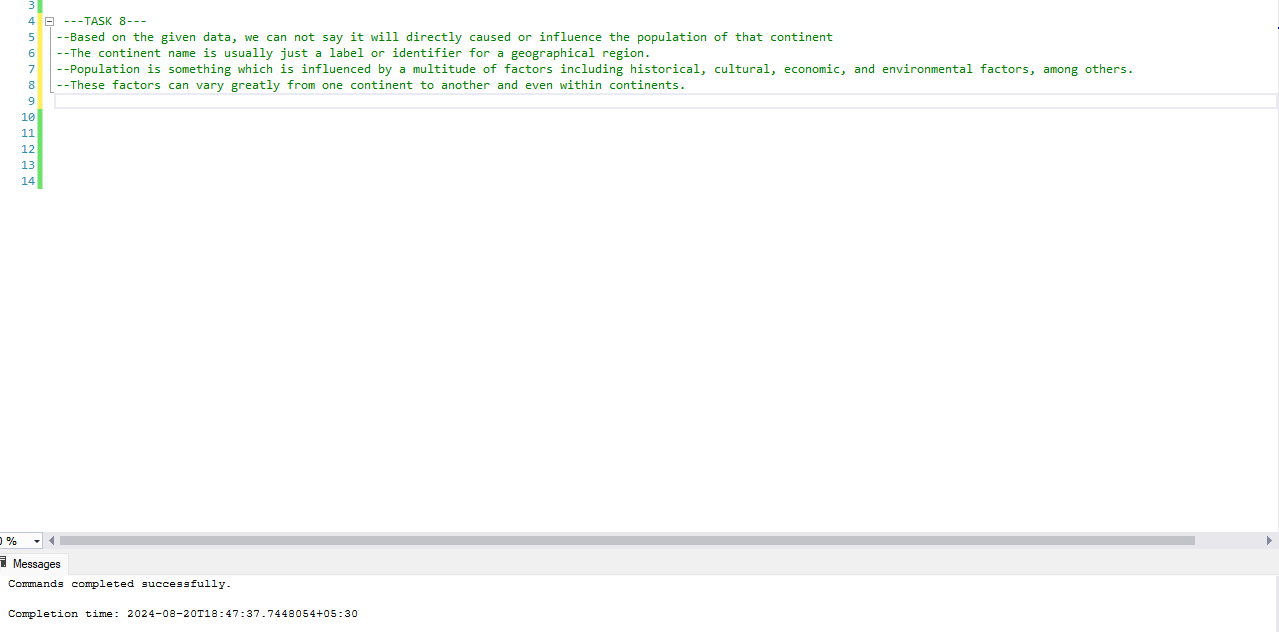 3
4 ---TASK 8---
5 --Based on the given data, we can not say it will directly caused or influence the population of that continent
6 --The continent name is usually just a label or identifier for a geographical region.
7 --Population is something which is influenced by a multitude of factors including historical, cultural, economic, and environmental factors, among others.
8 --These factors can vary greatly from one continent to another and even within continents.
9
10
11
12
13
14
%
Messages
Commands completed successfully.
Completion time: 2024-08-20T18:47:37.7448054+05:30